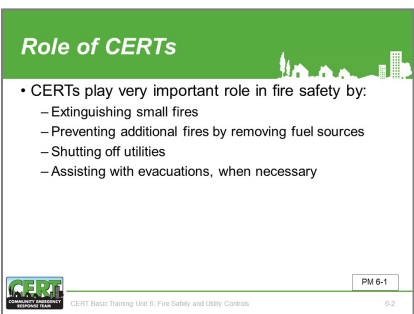 Role of CERTs
• CERTs play very important role in fire safety by:
– Extinguishing small fires
– Preventing additional fires by removing fuel sources
– Shutting off utilities
– Assisting with evacuations, when necessary
PM 6-1
CERT
COMMUNITY EMERGENCY
RESPONSE TEAM
CERT Basic Training Unit 6: Fire Safety and Utility Controls
6-2